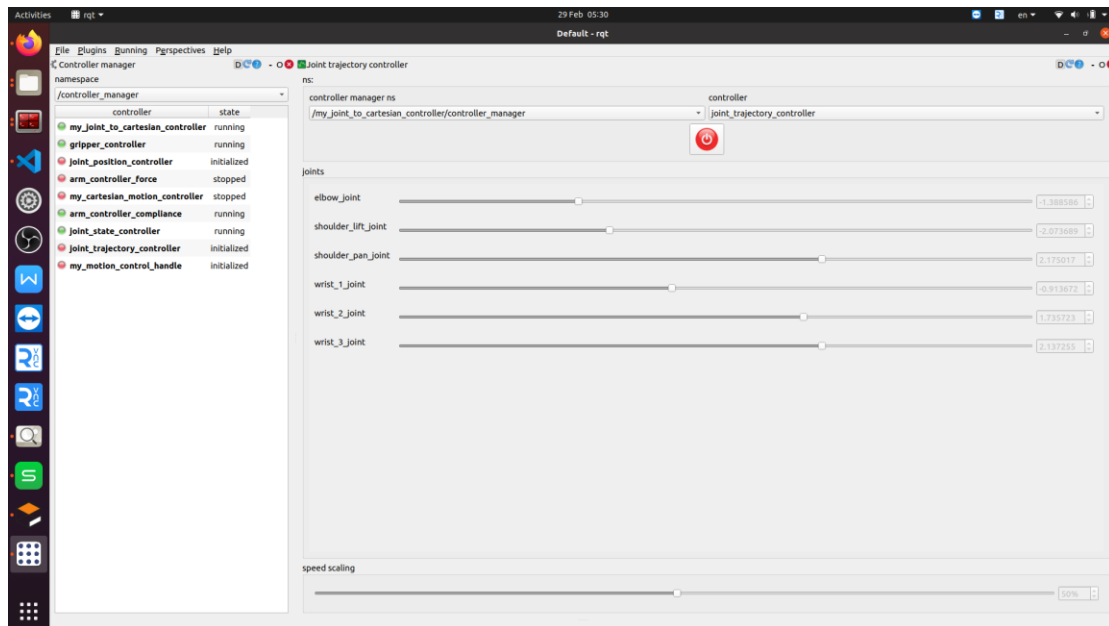 Activities rqt 29 Feb 05:30 en
Default - rqt
File Plugins Running Perspectives Help
Controller manager D - O Joint trajectory controller D - O
namespace
/controller_manager
controller state
my_joint_to_cartesian_controller running
gripper_controller running
joint_position_controller initialized
arm_controller_force stopped
my_cartesian_motion_controller stopped
arm_controller_compliance running
joint_state_controller running
joint_trajectory_controller initialized
my_motion_control_handle initialized
ns:
controller manager ns controller
/my_joint_to_cartesian_controller/controller_manager joint_trajectory_controller
joints
elbow_joint -1.388586
shoulder_lift_joint -2.073689
shoulder_pan_joint 2.175017
wrist_1_joint -0.913672
wrist_2_joint 1.735723
wrist_3_joint 2.137255
speed scaling
50%